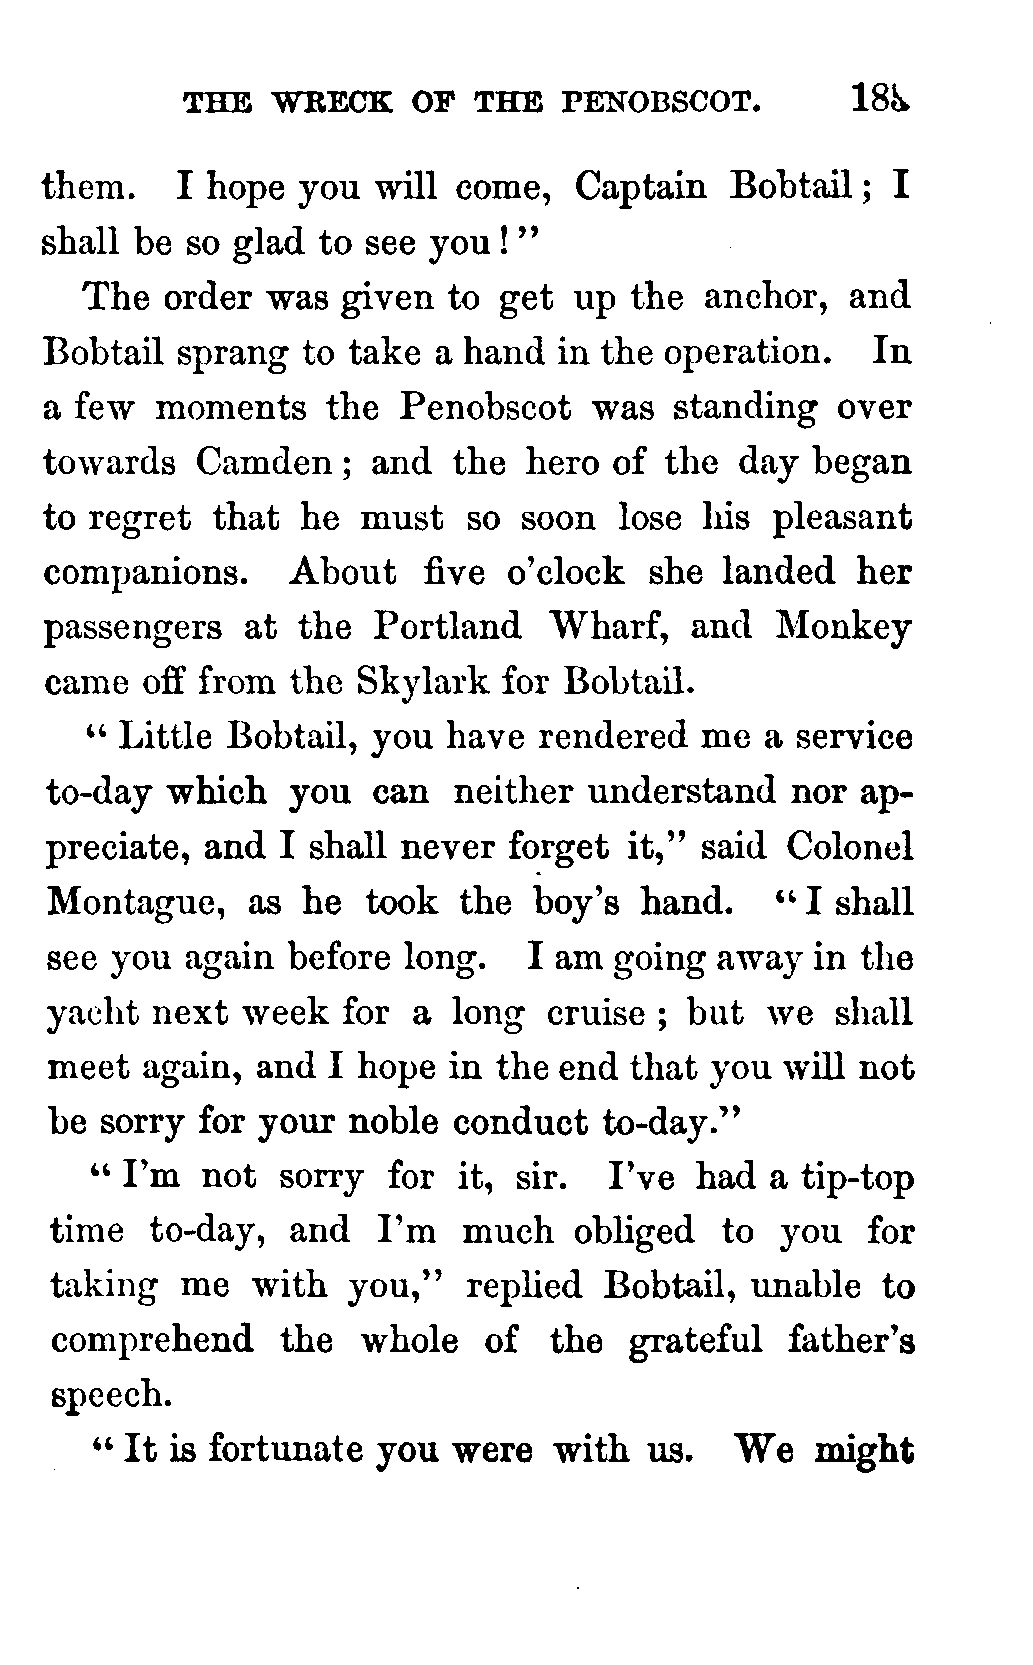 THE WRECK OF THE PENOBSCOT. 18
them. I hope you will come, Captain Bobtail; I
shall be so glad to see you!"
The order was given to get up the anchor, and
Bobtail sprang to take a hand in the operation. In
a few moments the Penobscot was standing over
towards Camden; and the hero of the day began
to regret that he must so soon lose his pleasant
companions. About five o'clock she landed her
passengers at the Portland Wharf, and Monkey
came off from the Skylark for Bobtail.
"Little Bobtail, you have rendered me a service
to-day which you can neither understand nor ap-
preciate, and I shall never forget it," said Colonel
Montague, as he took the boy's hand. "I shall
see you again before long. I am going away in the
yacht next week for a long cruise; but we shall
meet again, and I hope in the end that you will not
be sorry for your noble conduct to-day."
"I'm not sorry for it, sir. I've had a tip-top
time to-day, and I'm much obliged to you for
taking me with you," replied Bobtail, unable to
comprehend the whole of the grateful father's
speech.
"It is fortunate you were with us. We might